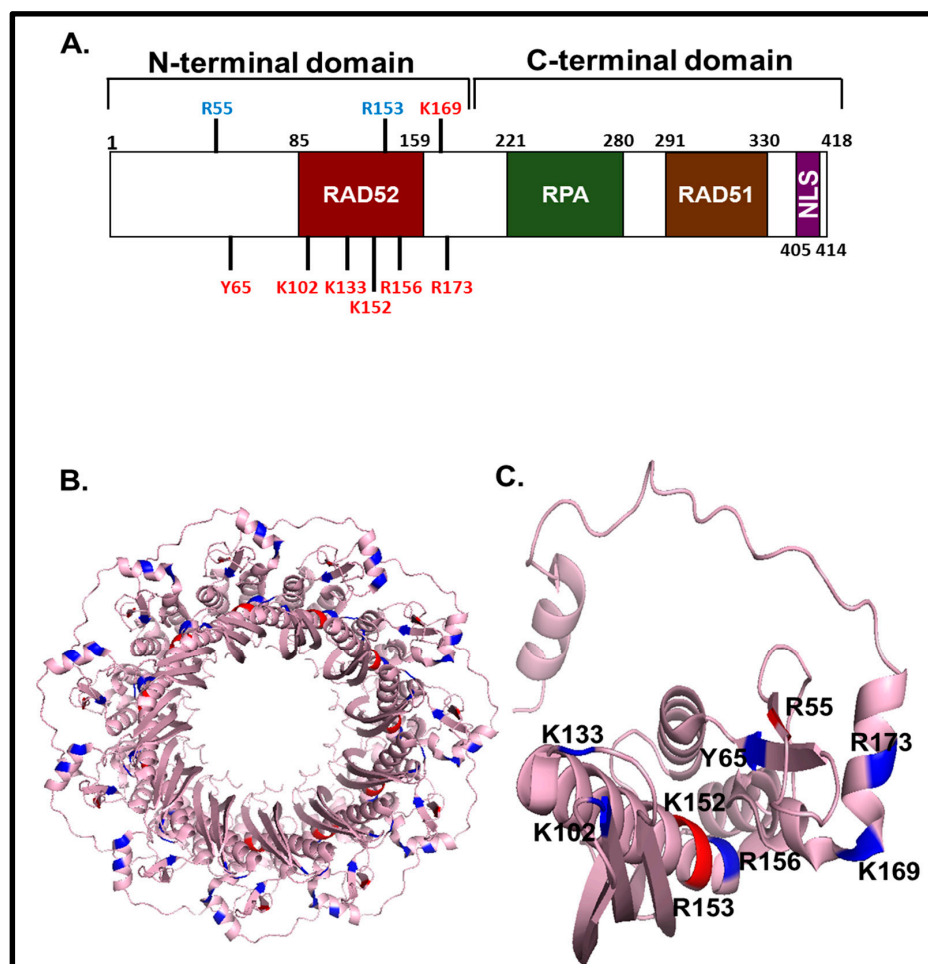 A.
N-terminal domain C-terminal domain
R55 R153 K169
1 85 159 221 280 291 330 418
RAD52 RPA RAD51 NLS
405 414
Y65 K102 K133 R156 R173
K152
B. C.
R55
K133 Y65 R173
K152
K102 R156 K169
R153